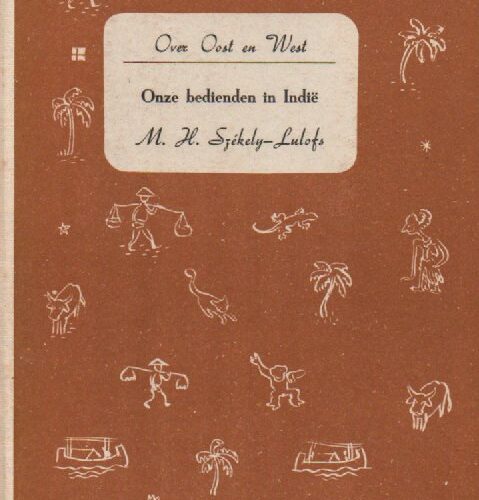 Over Oost en West
Onze bedienden in Indië
M. H. Székely-Lulofs